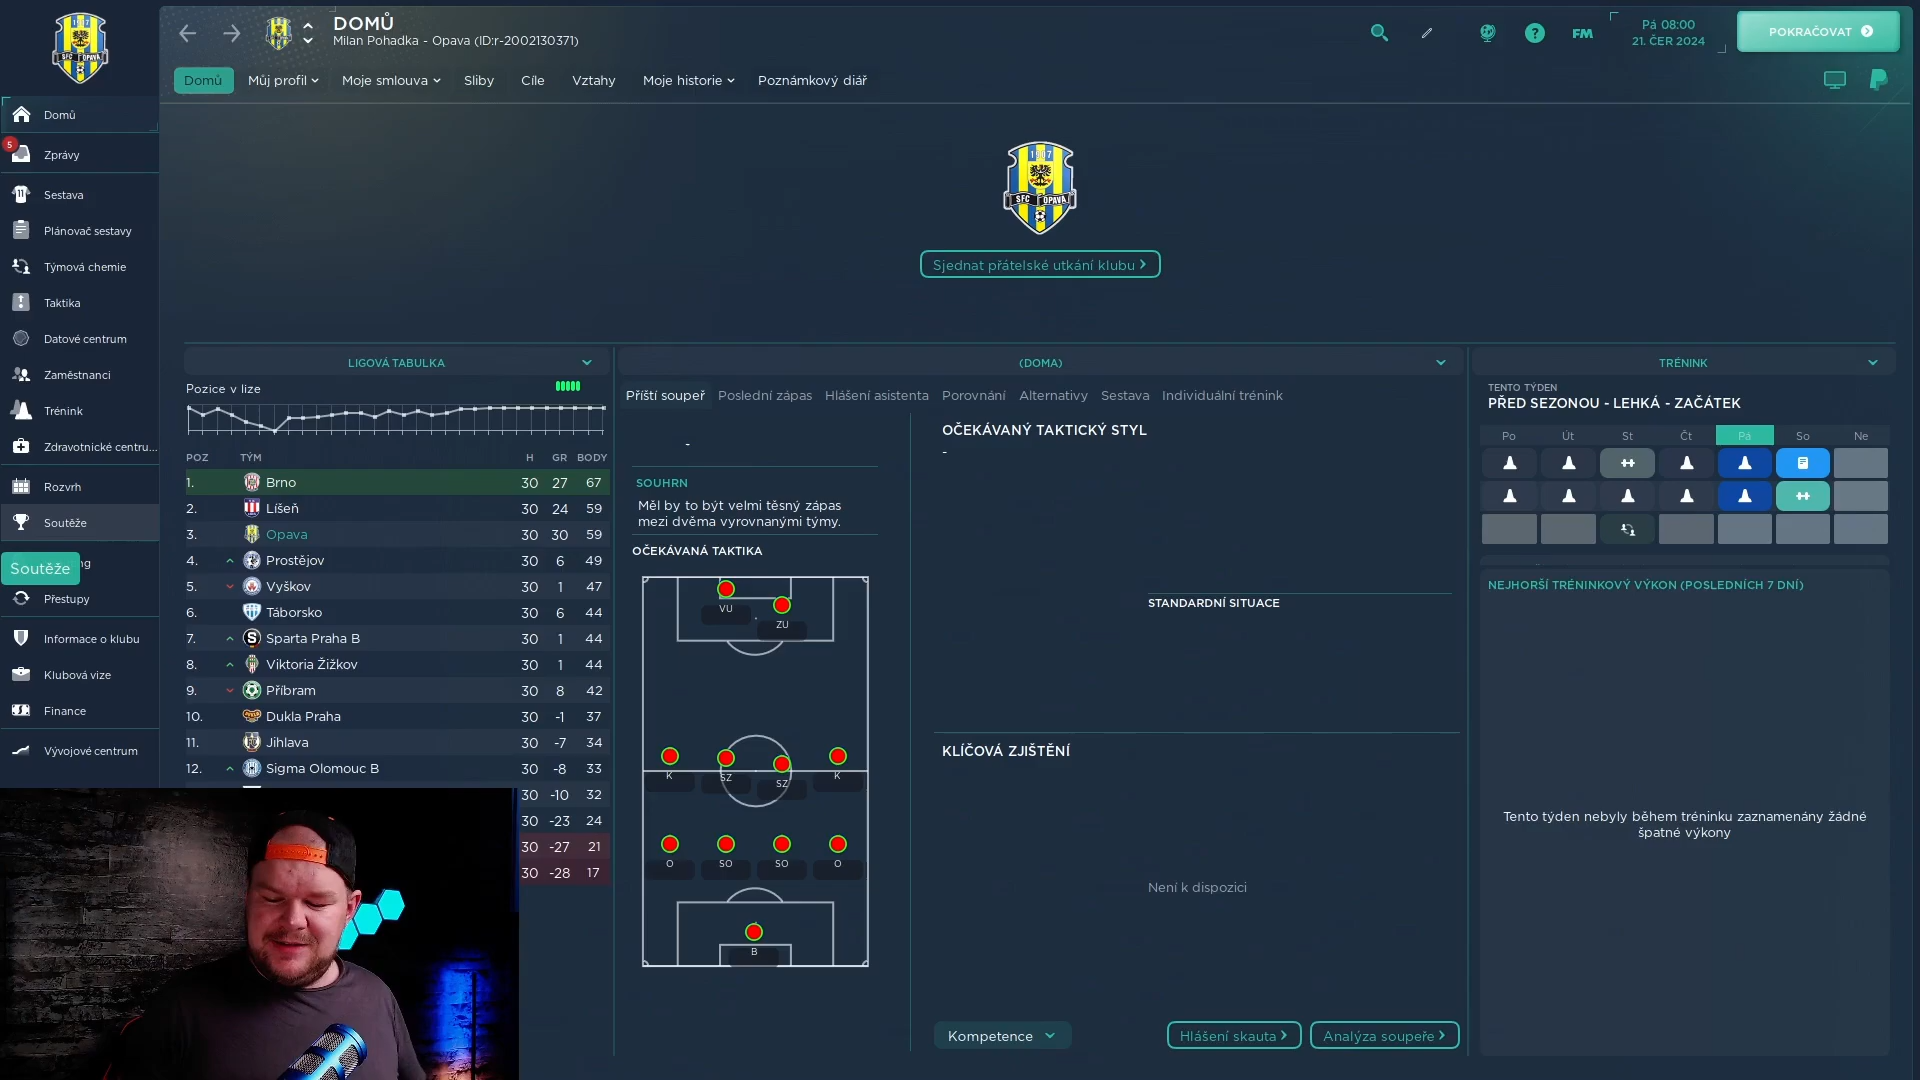 DOMŮ
Milan Pohadka - Opava (ID:r-2002130371)
Pá 08:00
21. ČER 2024
POKRAČOVAT
FM
Domů
Můj profil
Moje smlouva
Sliby
Cíle
Vztahy
Moje historie
Poznámkový diář
Domů
5
Zprávy
Sestava
Plánovač sestavy
Týmová chemie
Taktika
Datové centrum
Zaměstnanci
Trénink
Zdravotnické centru...
Rozvrh
Soutěže
Soutěže
Přestupy
Informace o klubu
Klubová vize
Finance
Vývojové centrum
SFC OPAVA
Sjednat přátelské utkání klubu
LIGOVÁ TABULKA
Pozice v lize
POZ TÝM H GR BODY
1. Brno 30 27 67
2. Líšeň 30 24 59
3. Opava 30 30 59
4. Prostějov 30 6 49
5. Vyškov 30 1 47
6. Táborsko 30 6 44
7. Sparta Praha B 30 1 44
8. Viktoria Žižkov 30 1 44
9. Příbram 30 8 42
10. Dukla Praha 30 -1 37
11. Jihlava 30 -7 34
12. Sigma Olomouc B 30 -8 33
30 -10 32
30 -23 24
30 -27 21
30 -28 17
(DOMA)
Příští soupeř
Poslední zápas
Hlášení asistenta
Porovnání
Alternativy
Sestava
Individuální trénink
-
SOUHRN
Měl by to být velmi těsný zápas
mezi dvěma vyrovnanými týmy.
OČEKÁVANÁ TAKTIKA
VU
ZU
K SZ SZ K
O SO SO O
B
OČEKÁVANÝ TAKTICKÝ STYL
-
STANDARDNÍ SITUACE
KLÍČOVÁ ZJIŠTĚNÍ
Není k dispozici
Kompetence
Hlášení skauta
Analýza soupeře
TRÉNINK
TENTO TÝDEN
PŘED SEZONOU - LEHKÁ - ZAČÁTEK
Po Út St Čt Pá So Ne
NEJHORŠÍ TRÉNINKOVÝ VÝKON (POSLEDNÍCH 7 DNÍ)
Tento týden nebyly během tréninku zaznamenány žádné
špatné výkony